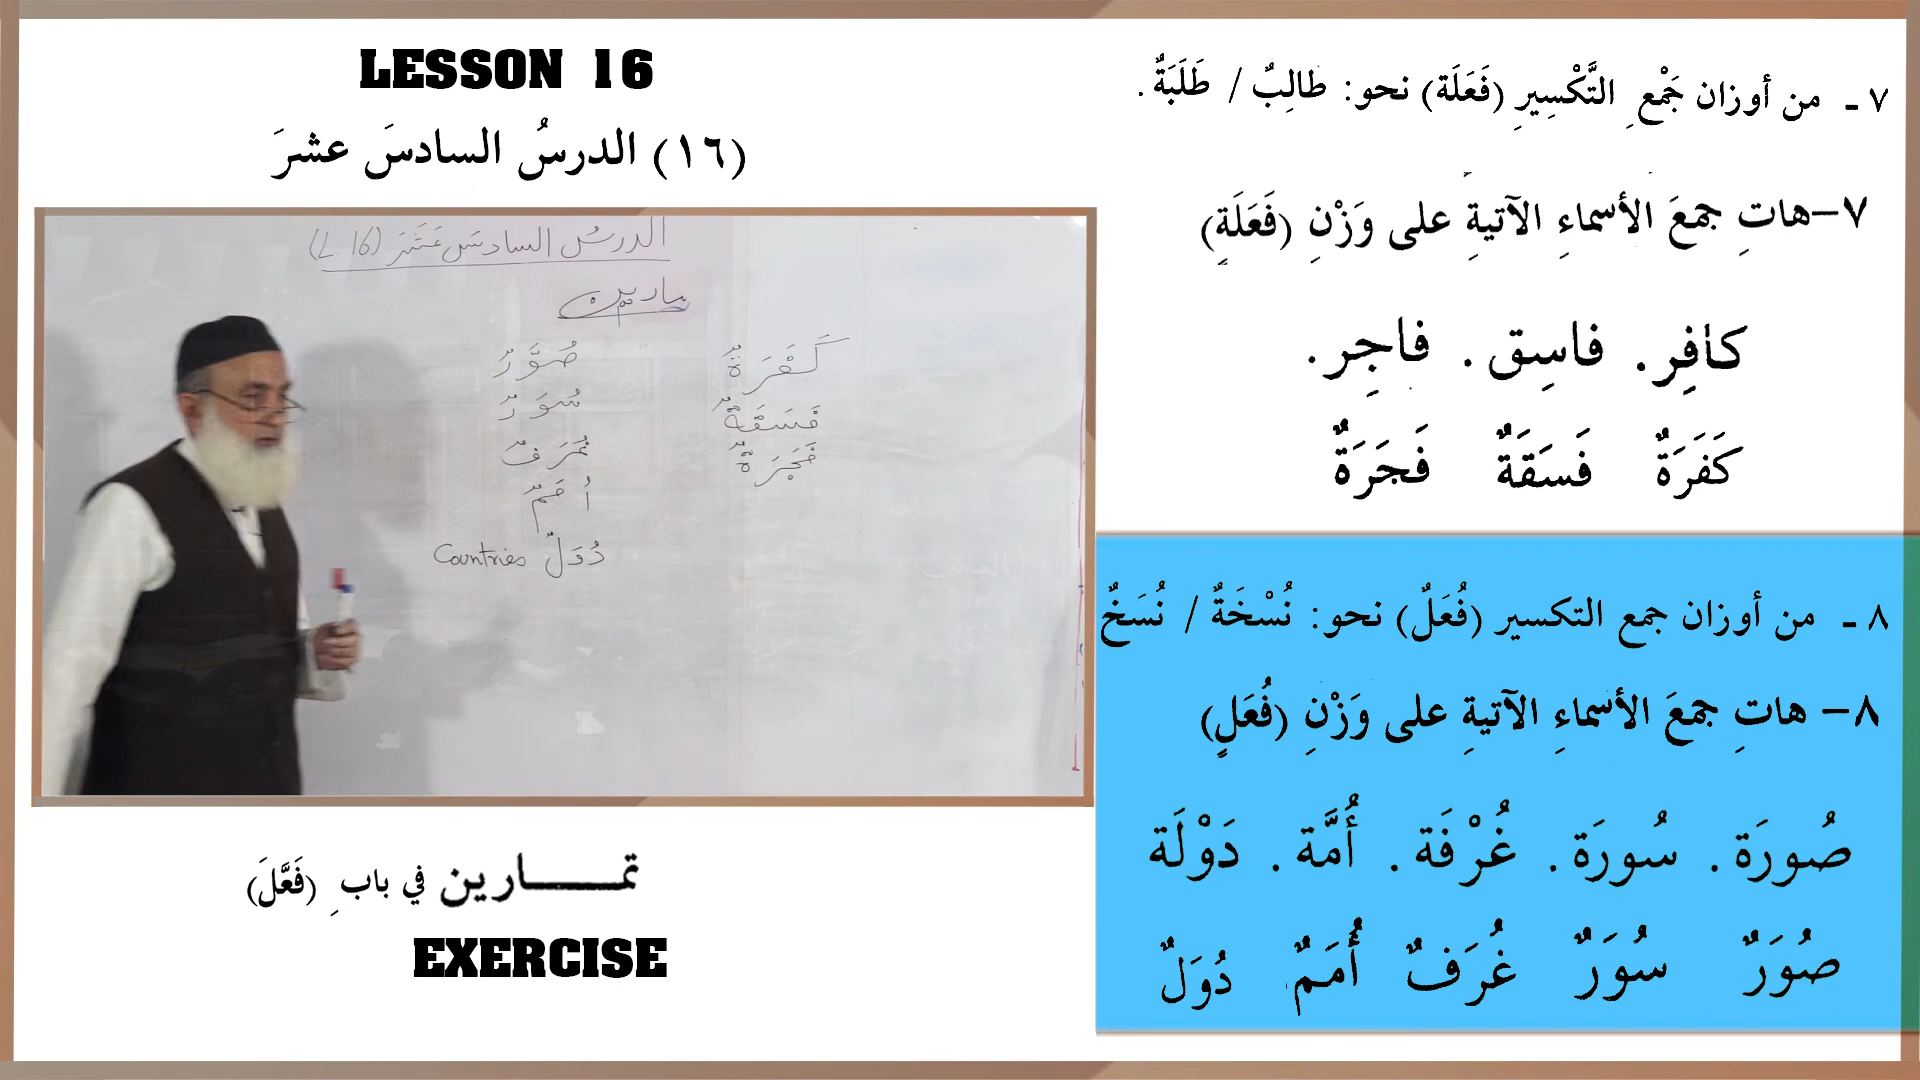 LESSON 16
(١٦) الدرسُ السادسَ عشرَ
الدرسُ السادسَ عَشَرَ (L.16)
صُوَّرٌ
سُوَرٌ
غُرَفٌ
أُمَمٌ
دُوَلٌ Countries
كَفَرَةٌ
فَسَقَةٌ
فَجَرَةٌ
تمـــــــارين في بابِ (فَعَّلَ)
EXERCISE
٧ ـ من أوزان جَمْعِ التَّكْسِيرِ (فَعَلَة) نحو: طالِبٌ / طَلَبَةٌ.
٧–هاتِ جمعَ الأسماءِ الآتيةِ على وَزْنِ (فَعَلَةٍ)
كافِر. فاسِق. فاجِر.
كَفَرَةٌ فَسَقَةٌ فَجَرَةٌ
٨ ـ من أوزان جمع التكسير (فُعَلٌ) نحو: نُسْخَةٌ / نُسَخٌ
٨– هاتِ جمعَ الأسماءِ الآتيةِ على وَزْنِ (فُعَلٍ)
صُورَة. سُورَة. غُرْفَة. أُمَّة. دَوْلَة
صُوَرٌ سُوَرٌ غُرَفٌ أُمَمٌ دُوَلٌ